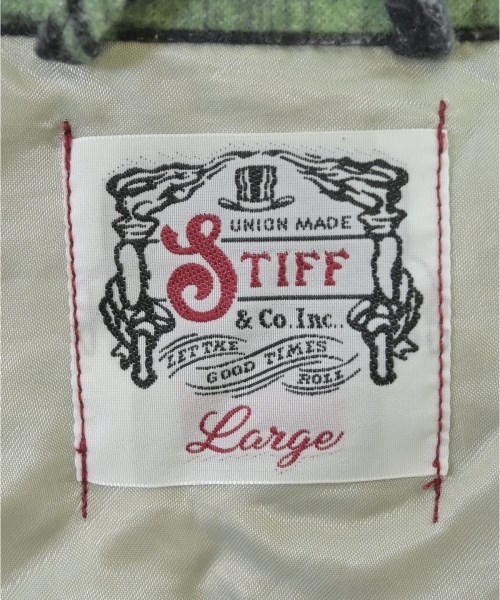 UNION MADE
STIFF
& Co. Inc..
LET THE
GOOD TIMES
ROLL
Large